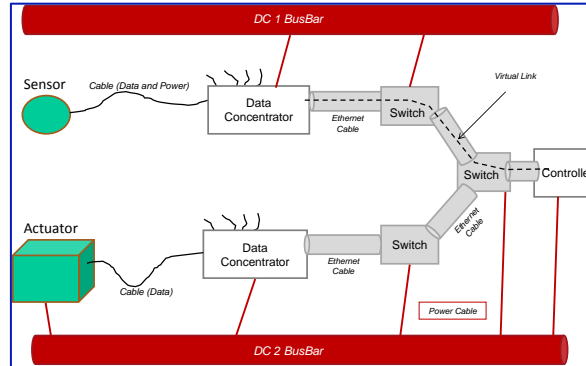 DC 1 BusBar
Sensor
Cable (Data and Power)
Virtual Link
Data
Concentrator
Ethernet
Cable
Switch
Switch
Controlle
Ethernet
Cable
Actuator
Data
Concentrator
Ethernet
Cable
Switch
Cable (Data)
Power Cable
DC 2 BusBar